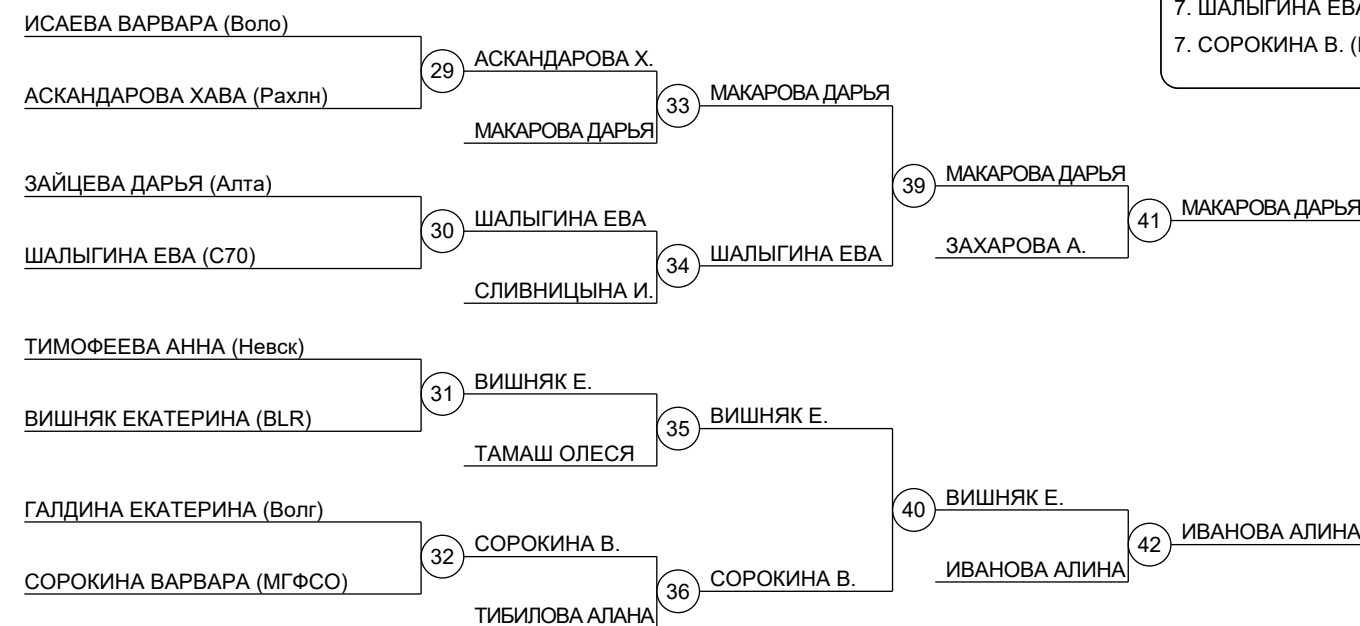 7. ШАЛЫГИНА ЕВА
7. СОРОКИНА В.
ИСАЕВА ВАРВАРА (Воло)
29
АСКАНДАРОВА Х.
АСКАНДАРОВА ХАВА (Рахлн)
33
МАКАРОВА ДАРЬЯ
МАКАРОВА ДАРЬЯ
ЗАЙЦЕВА ДАРЬЯ (Алта)
39
МАКАРОВА ДАРЬЯ
30
ШАЛЫГИНА ЕВА
41
МАКАРОВА ДАРЬЯ
ШАЛЫГИНА ЕВА (С70)
34
ШАЛЫГИНА ЕВА
ЗАХАРОВА А.
СЛИВНИЦЫНА И.
ТИМОФЕЕВА АННА (Невск)
31
ВИШНЯК Е.
ВИШНЯК ЕКАТЕРИНА (BLR)
35
ВИШНЯК Е.
ТАМАШ ОЛЕСЯ
ГАЛДИНА ЕКАТЕРИНА (Волг)
40
ВИШНЯК Е.
32
СОРОКИНА В.
42
ИВАНОВА АЛИНА
СОРОКИНА ВАРВАРА (МГФСО)
36
СОРОКИНА В.
ИВАНОВА АЛИНА
ТИБИЛОВА АЛАНА